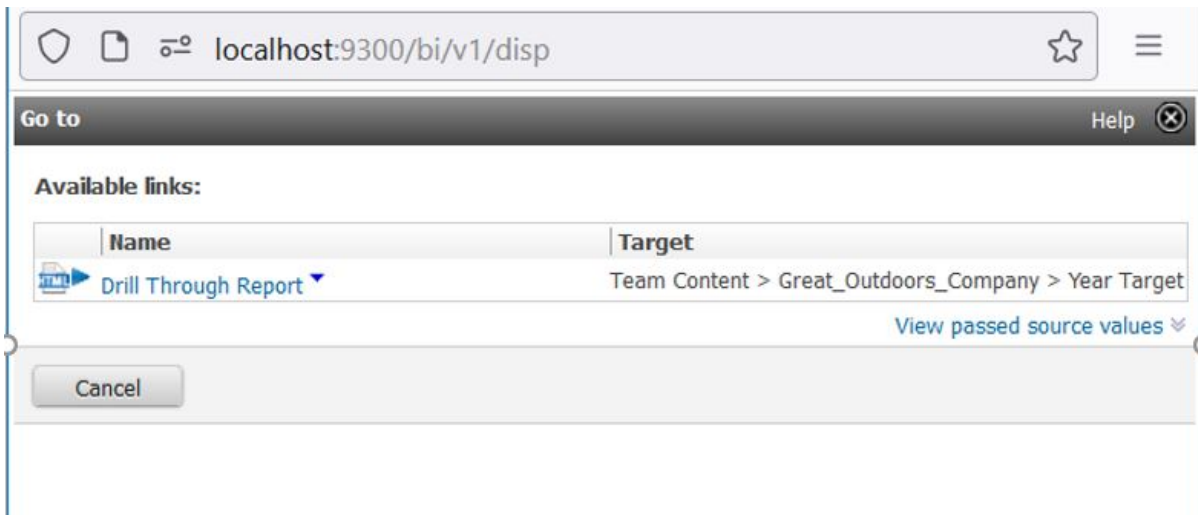 localhost:9300/bi/v1/disp
Go to Help
Available links:
Name Target
Drill Through Report Team Content > Great_Outdoors_Company > Year Target
View passed source values
Cancel